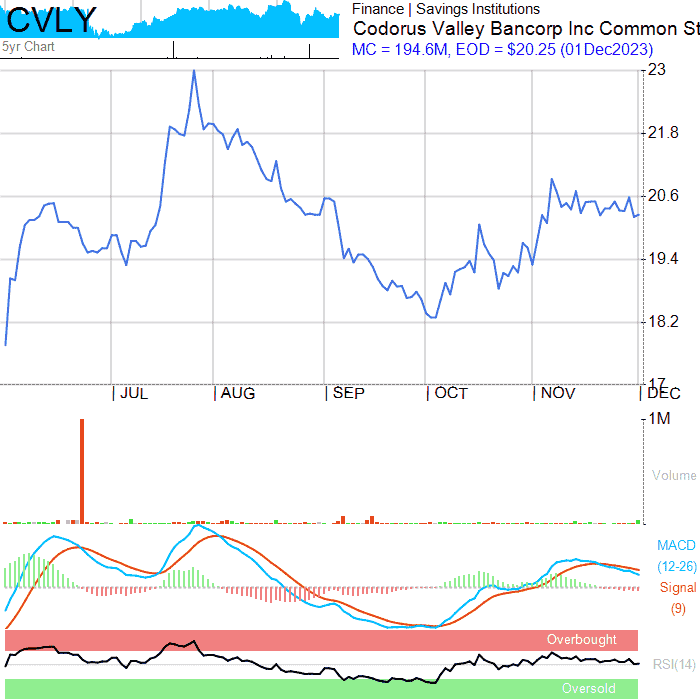 CVLY
5yr Chart
Finance | Savings Institutions
Codorus Valley Bancorp Inc Common St
MC = 194.6M, EOD = $20.25 (01Dec2023)
23
21.8
20.6
19.4
18.2
17
JUL AUG SEP OCT NOV DEC
1M
Volume
MACD
(12-26)
Signal
(9)
Overbought
RSI(14)
Oversold